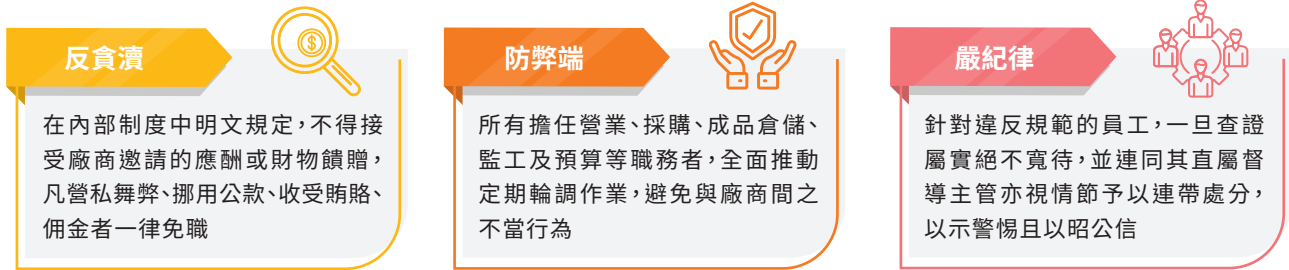 反貪瀆
在內部制度中明文規定，不得接
受廠商邀請的應酬或財物饋贈，
凡營私舞弊、挪用公款、收受賄賂、
佣金者一律免職
防弊端
所有擔任營業、採購、成品倉儲、
監工及預算等職務者，全面推動
定期輪調作業，避免與廠商間之
不當行為
嚴紀律
針對違反規範的員工，一旦查證
屬實絕不寬待，並連同其直屬督
導主管亦視情節予以連帶處分，
以示警惕且以昭公信